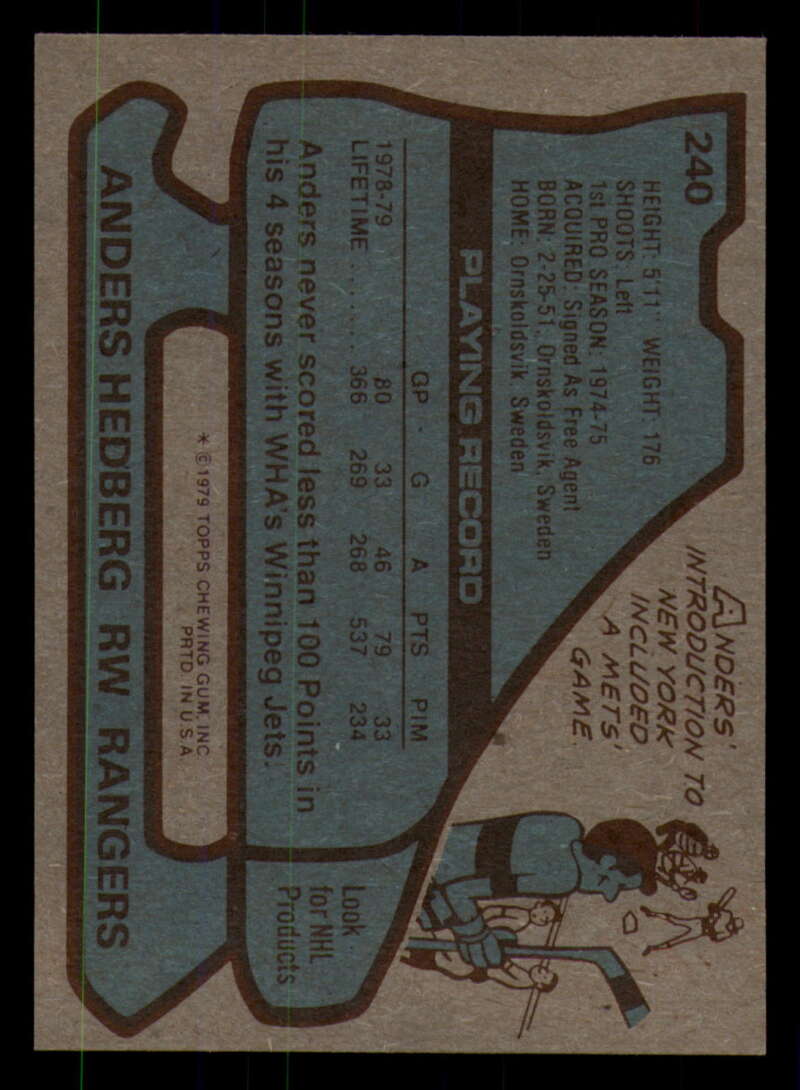 240
HEIGHT: 5'11" WEIGHT: 176
SHOOTS: Left
1st PRO SEASON: 1974-75
ACQUIRED: Signed As Free Agent
BORN: 2-25-51, Ornskoldsvik, Sweden
HOME: Ornskoldsvik, Sweden
ANDERS'
INTRODUCTION TO
NEW YORK
INCLUDED
A METS'
GAME.
PLAYING RECORD
GP G A PTS PIM
1978-79 80 33 46 79 33
LIFETIME ........ 366 269 268 537 234
Anders never scored less than 100 Points in
his 4 seasons with WHA's Winnipeg Jets.
Look
for NHL
Products
* ©1979 TOPPS CHEWING GUM, INC.
PRTD. IN U.S.A.
ANDERS HEDBERG RW RANGERS